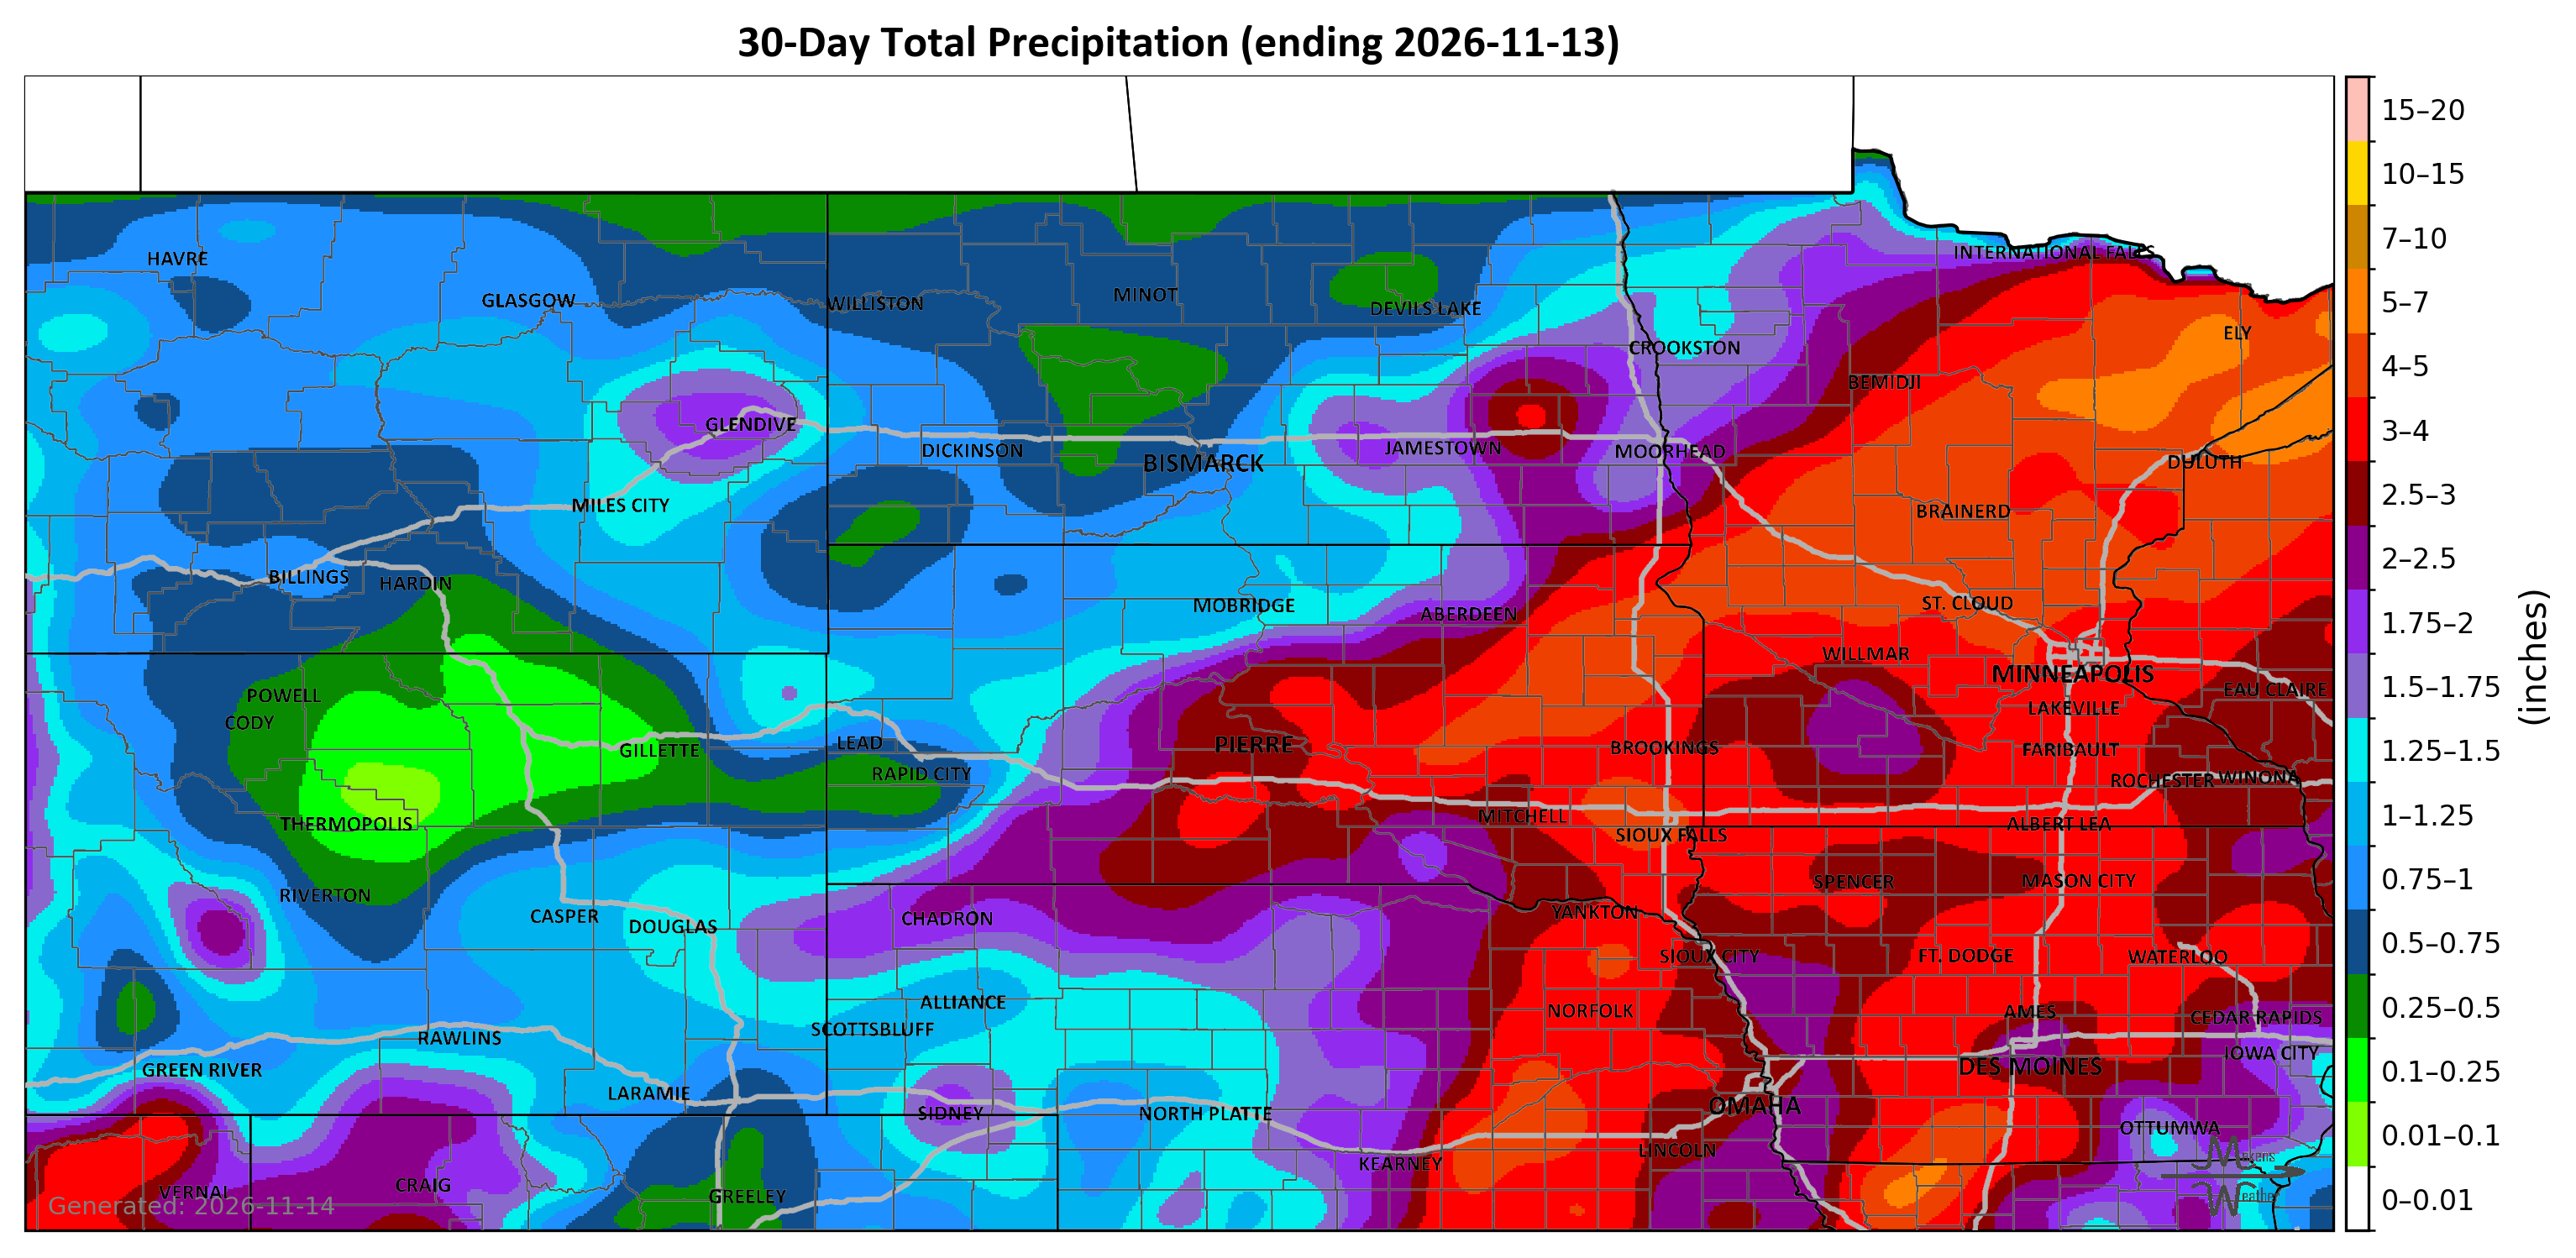 30-Day Total Precipitation (ending 2026-11-13)
15–20
10–15
7–10
5–7
4–5
3–4
2.5–3
2–2.5
1.75–2
1.5–1.75
1.25–1.5
1–1.25
0.75–1
0.5–0.75
0.25–0.5
0.1–0.25
0.01–0.1
0–0.01
(inches)
HAVRE
INTERNATIONAL FALLS
GLASGOW
WILLISTON
MINOT
DEVILS LAKE
ELY
CROOKSTON
BEMIDJI
GLENDIVE
DICKINSON
BISMARCK
JAMESTOWN
MOORHEAD
DULUTH
MILES CITY
BRAINERD
BILLINGS
HARDIN
MOBRIDGE
ABERDEEN
ST. CLOUD
WILLMAR
MINNEAPOLIS
EAU CLAIRE
POWELL
CODY
LAKEVILLE
GILLETTE
LEAD
PIERRE
BROOKINGS
FARIBAULT
RAPID CITY
ROCHESTER
WINONA
THERMOPOLIS
MITCHELL
SIOUX FALLS
ALBERT LEA
RIVERTON
SPENCER
MASON CITY
CASPER
DOUGLAS
CHADRON
YANKTON
SIOUX CITY
FT. DODGE
WATERLOO
ALLIANCE
SCOTTSBLUFF
NORFOLK
AMES
CEDAR RAPIDS
RAWLINS
GREEN RIVER
DES MOINES
IOWA CITY
LARAMIE
SIDNEY
NORTH PLATTE
OMAHA
OTTUMWA
LINCOLN
KEARNEY
VERNAL
CRAIG
GREELEY
Makens
Weather
Generated: 2026-11-14